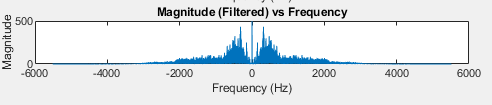 Magnitude (Filtered) vs Frequency
Magnitude
500
0
-6000 -4000 -2000 0 2000 4000 6000
Frequency (Hz)